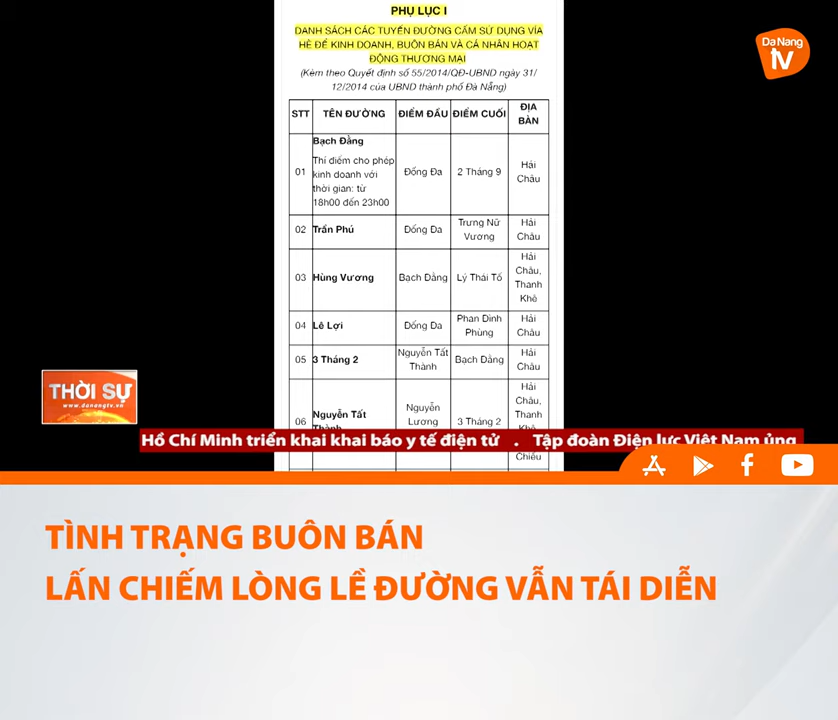 PHỤ LỤC I
DANH SÁCH CÁC TUYẾN ĐƯỜNG CẤM SỬ DỤNG VỈA
HÈ ĐỂ KINH DOANH, BUÔN BÁN VÀ CÁ NHÂN HOẠT
ĐỘNG THƯƠNG MẠI
(Kèm theo Quyết định số 55/2014/QĐ-UBND ngày 31/
12/2014 của UBND thành phố Đà Nẵng)
STT TÊN ĐƯỜNG ĐIỂM ĐẦU ĐIỂM CUỐI ĐỊA
BÀN
Bạch Đằng
Thí điểm cho phép
kinh doanh với
thời gian: từ
18h00 đến 23h00
01 Đống Đa 2 Tháng 9 Hải
Châu
02 Trần Phú Đống Đa Trưng Nữ
Vương Hải
Châu
03 Hùng Vương Bạch Đằng Lý Thái Tổ Hải
Châu,
Thanh
Khê
04 Lê Lợi Đống Đa Phan Đình
Phùng Hải
Châu
05 3 Tháng 2 Nguyễn Tất
Thành Bạch Đằng Hải
Châu
06 Nguyễn Tất
Thành Nguyễn
Lương 3 Tháng 2 Hải
Châu,
Thanh
Khê
Chiểu
Da Nang
tv
THỜI SỰ
www.danangtv.vn
Hồ Chí Minh triển khai khai báo y tế điện tử . Tập đoàn Điện lực Việt Nam ủng
TÌNH TRẠNG BUÔN BÁN
LẤN CHIẾM LÒNG LỀ ĐƯỜNG VẪN TÁI DIỄN